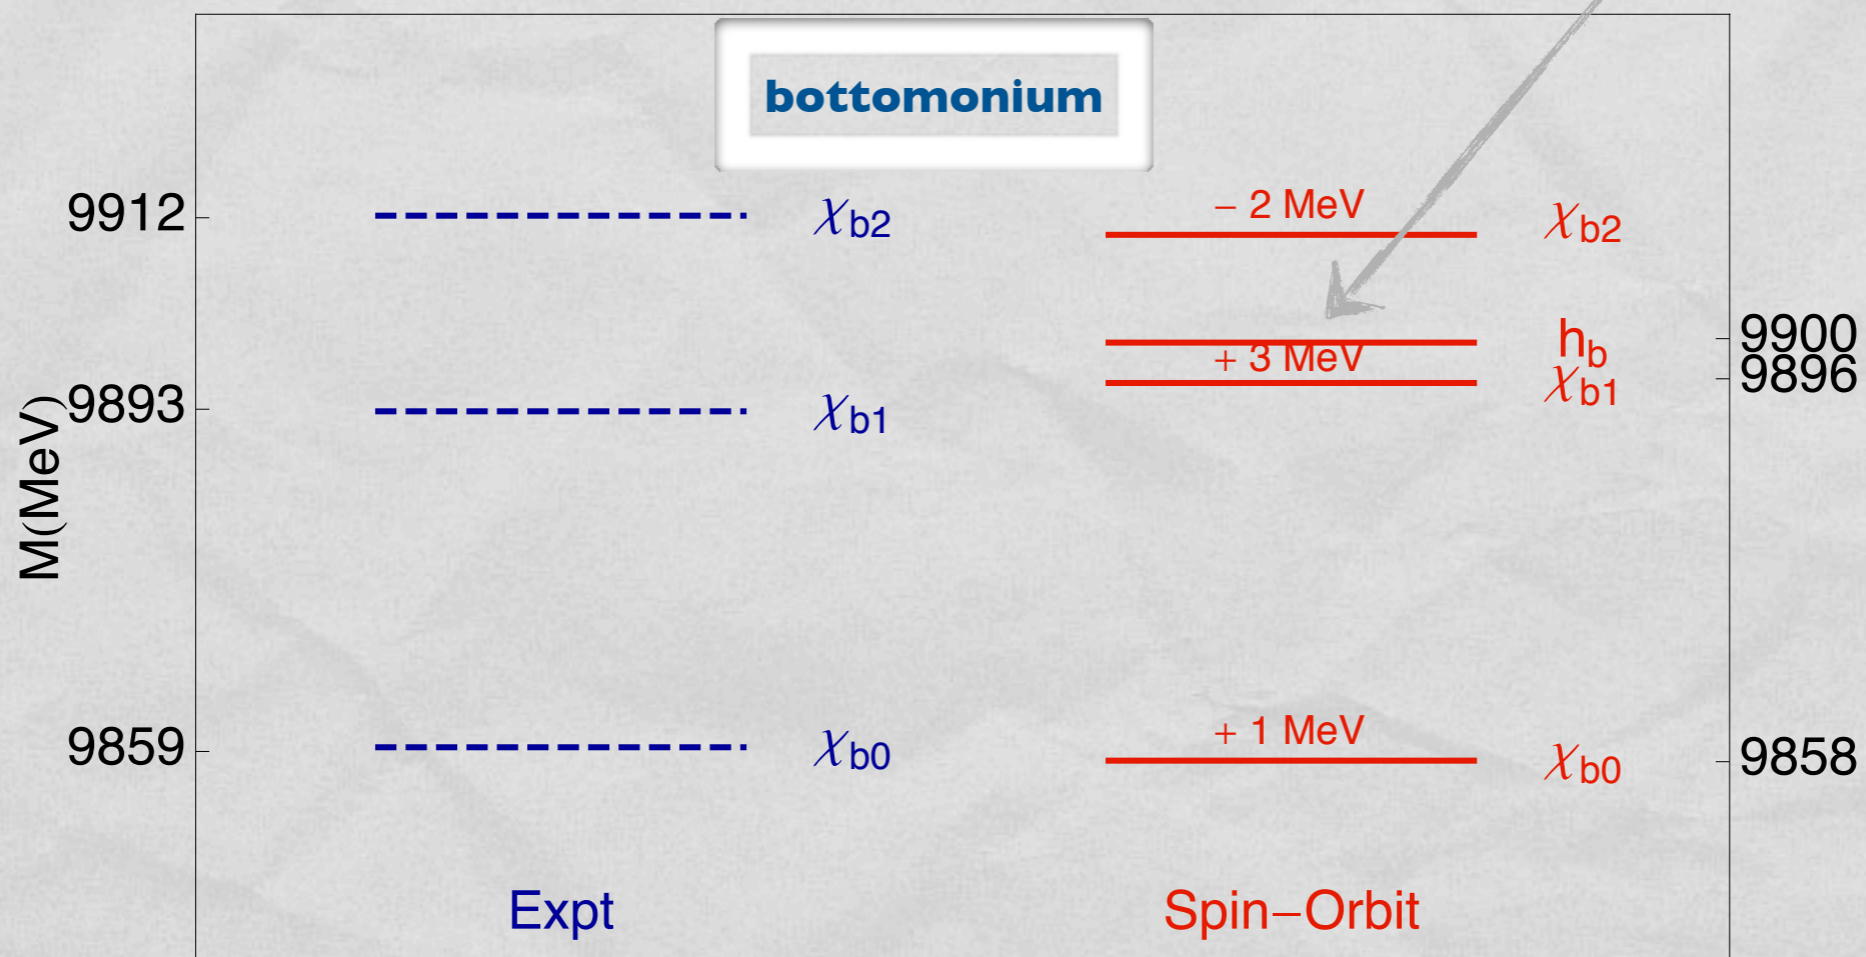 bottomonium
9912
χb2
− 2 MeV
χb2
hb
9900
+ 3 MeV
9896
χb1
9893
χb1
M(MeV)
+ 1 MeV
9859
χb0
χb0
9858
Expt
Spin−Orbit